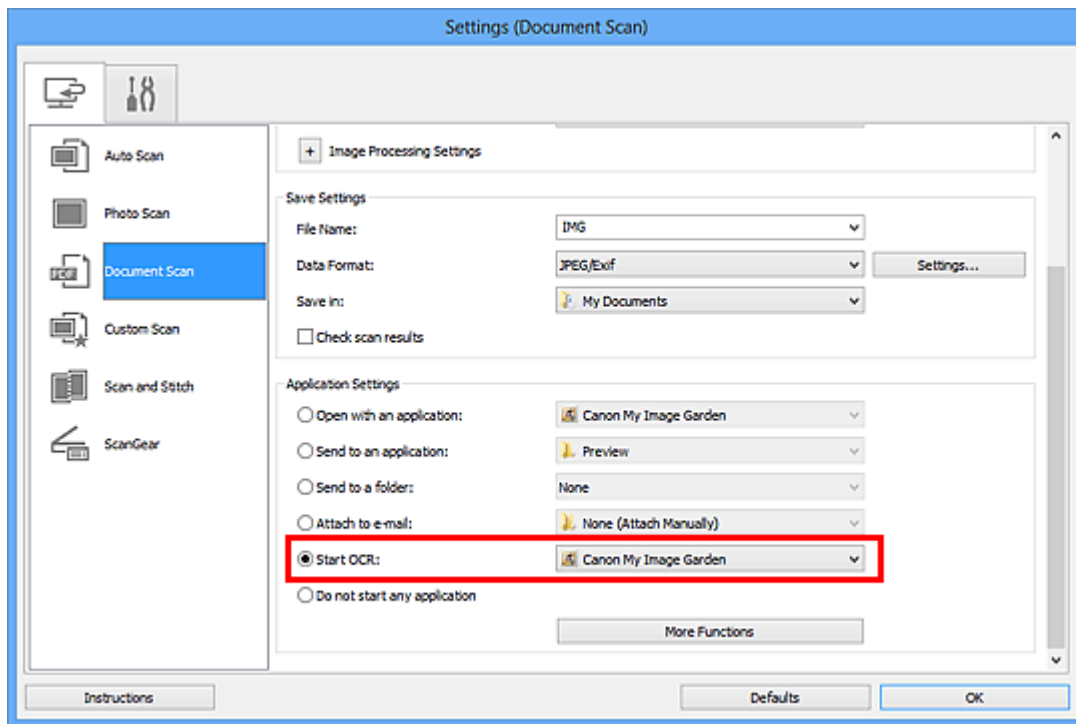 Settings (Document Scan)
Auto Scan
Photo Scan
Document Scan
Custom Scan
Scan and Stitch
ScanGear
+ Image Processing Settings
Save Settings
File Name: IMG
Data Format: JPEG/Exif Settings...
Save in: My Documents
Check scan results
Application Settings
Open with an application: Canon My Image Garden
Send to an application: Preview
Send to a folder: None
Attach to e-mail: None (Attach Manually)
Start OCR: Canon My Image Garden
Do not start any application
More Functions
Instructions Defaults OK